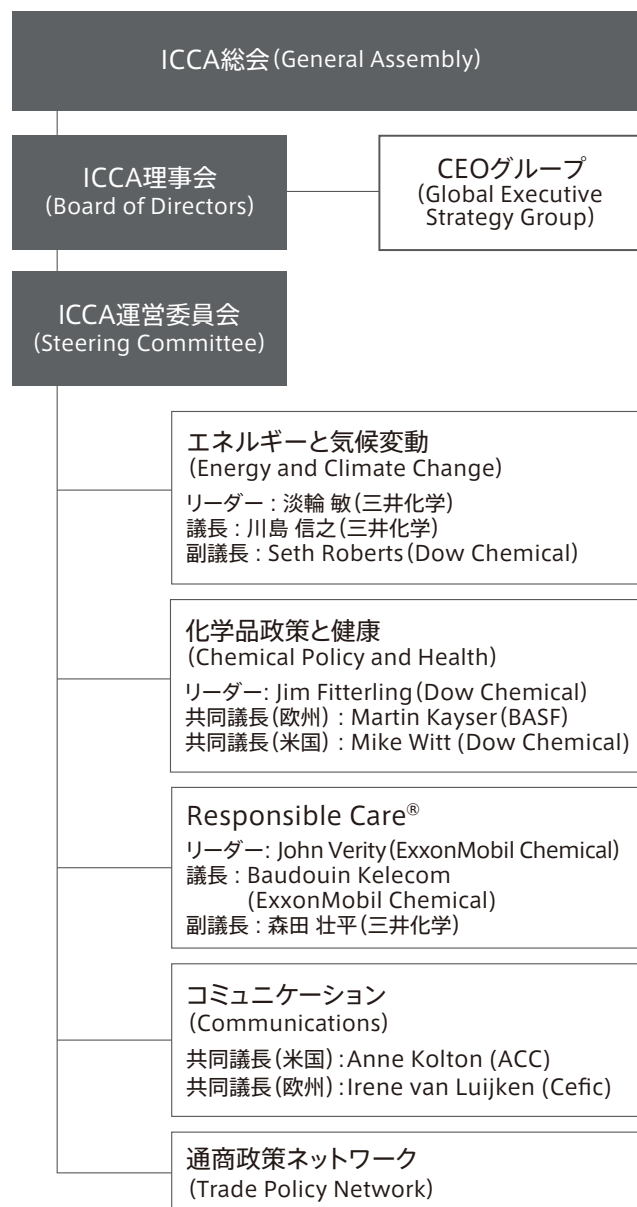 ICCA総会(General Assembly)
ICCA理事会
(Board of Directors)
CEOグループ
(Global Executive
Strategy Group)
ICCA運営委員会
(Steering Committee)
エネルギーと気候変動
(Energy and Climate Change)
リーダー : 淡輪 敏(三井化学)
議長 : 川島 信之(三井化学)
副議長 : Seth Roberts(Dow Chemical)
化学品政策と健康
(Chemical Policy and Health)
リーダー: Jim Fitterling(Dow Chemical)
共同議長(欧州) : Martin Kayser(BASF)
共同議長(米国) : Mike Witt (Dow Chemical)
Responsible Care®
リーダー: John Verity(ExxonMobil Chemical)
議長 : Baudouin Kelecom
(ExxonMobil Chemical)
副議長 : 森田 壮平(三井化学)
コミュニケーション
(Communications)
共同議長(米国) :Anne Kolton (ACC)
共同議長(欧州) :Irene van Luijken (Cefic)
通商政策ネットワーク
(Trade Policy Network)